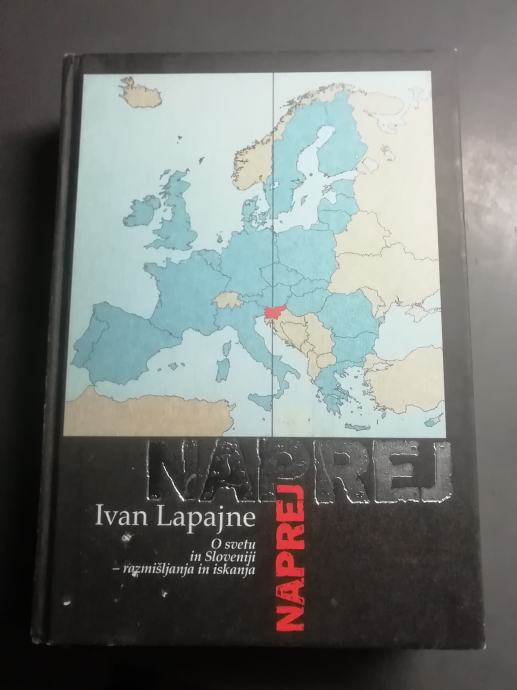 NAPREJ
Ivan Lapajne
O svetu
in Sloveniji
– razmišljanja in iskanja
NAPREJ